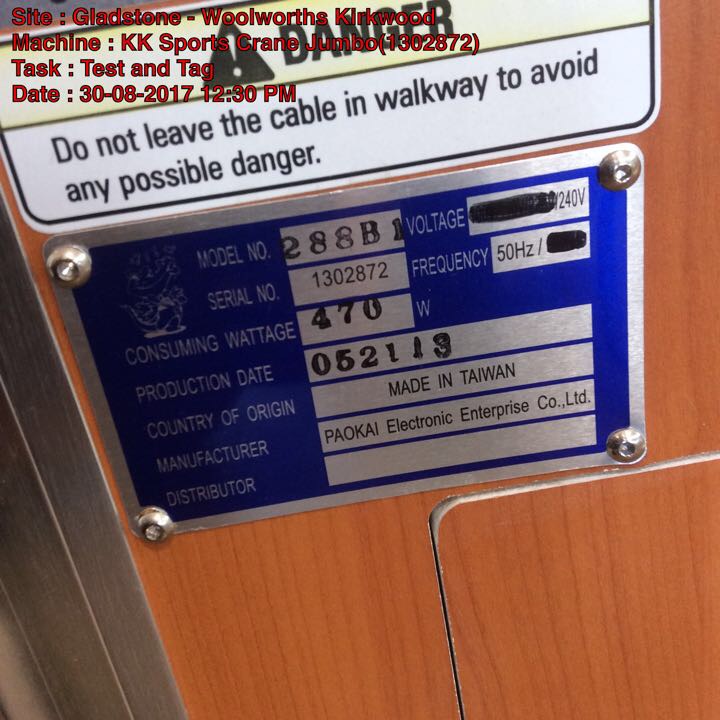 Site : Gladstone - Woolworths Kirkwood
Machine : KK Sports Crane Jumbo(1302872)
Task : Test and Tag
Date : 30-08-2017 12:30 PM
DANGER
Do not leave the cable in walkway to avoid
any possible danger.
MODEL NO. 288B1 VOLTAGE /240V
SERIAL NO. 1302872 FREQUENCY 50Hz /
CONSUMING WATTAGE 470 W
PRODUCTION DATE 052113
COUNTRY OF ORIGIN MADE IN TAIWAN
MANUFACTURER PAOKAI Electronic Enterprise Co.,Ltd.
DISTRIBUTOR